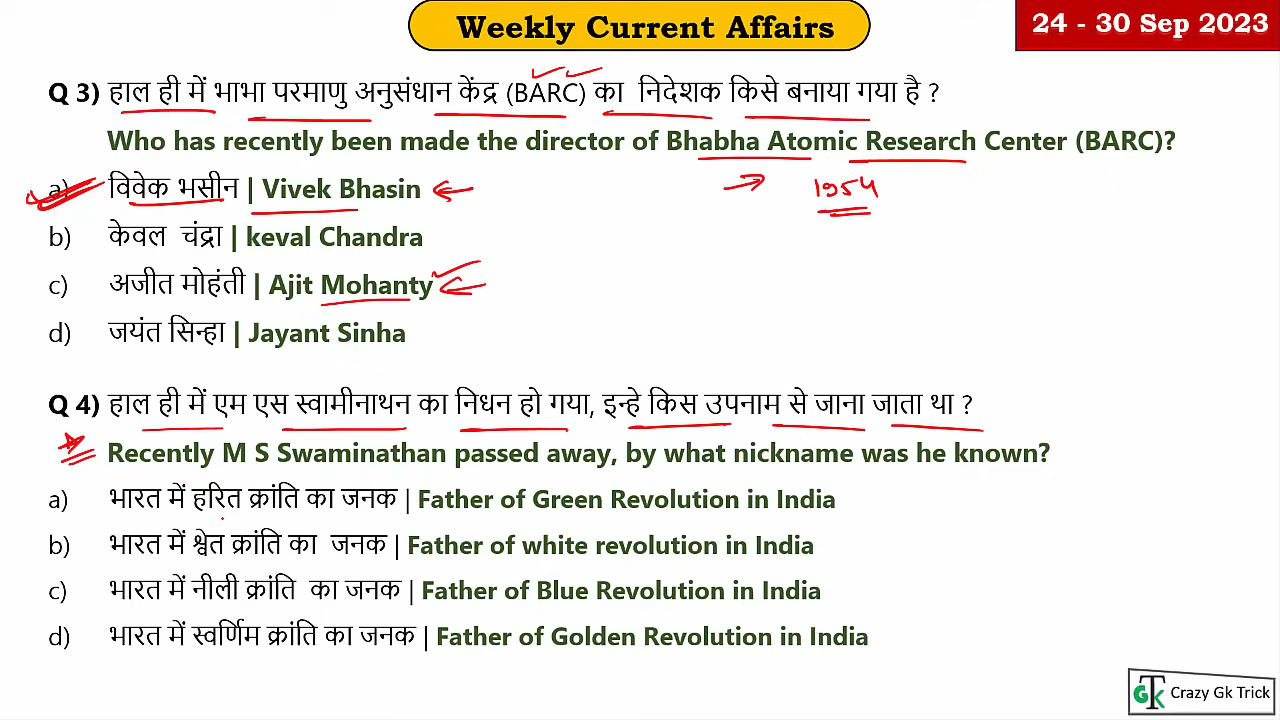 Weekly Current Affairs
24 - 30 Sep 2023
Q 3) हाल ही में भाभा परमाणु अनुसंधान केंद्र (BARC) का निदेशक किसे बनाया गया है ?
Who has recently been made the director of Bhabha Atomic Research Center (BARC)?
a) विवेक भसीन | Vivek Bhasin
1954
b) केवल चंद्रा | keval Chandra
c) अजीत मोहंती | Ajit Mohanty
d) जयंत सिन्हा | Jayant Sinha
Q 4) हाल ही में एम एस स्वामीनाथन का निधन हो गया, इन्हे किस उपनाम से जाना जाता था ?
Recently M S Swaminathan passed away, by what nickname was he known?
a) भारत में हरित क्रांति का जनक | Father of Green Revolution in India
b) भारत में श्वेत क्रांति का जनक | Father of white revolution in India
c) भारत में नीली क्रांति का जनक | Father of Blue Revolution in India
d) भारत में स्वर्णिम क्रांति का जनक | Father of Golden Revolution in India
GTK Crazy Gk Trick